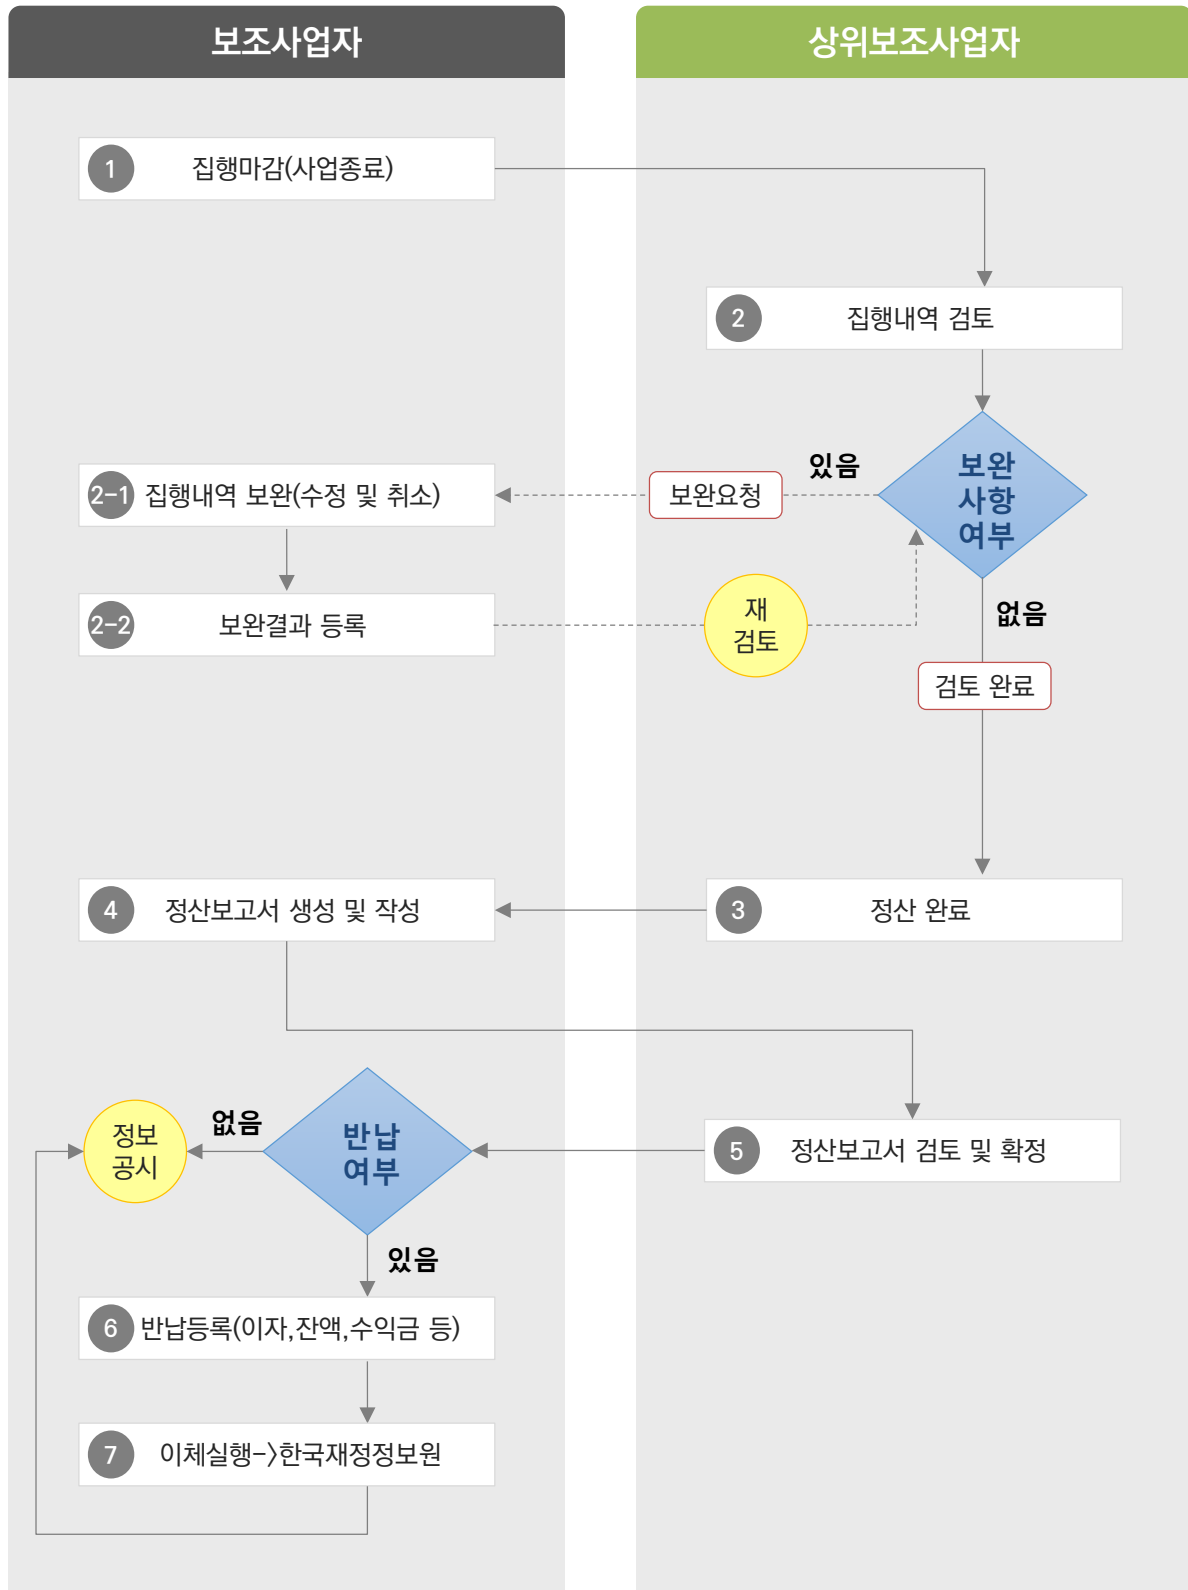 보조사업자
상위보조사업자
1 집행마감(사업종료)
2 집행내역 검토
보완
사항
여부
있음
보완요청
2-1 집행내역 보완(수정 및 취소)
2-2 보완결과 등록
재
검토
없음
검토 완료
3 정산 완료
4 정산보고서 생성 및 작성
5 정산보고서 검토 및 확정
반납
여부
없음
정보
공시
있음
6 반납등록(이자,잔액,수익금 등)
7 이체실행->한국재정정보원